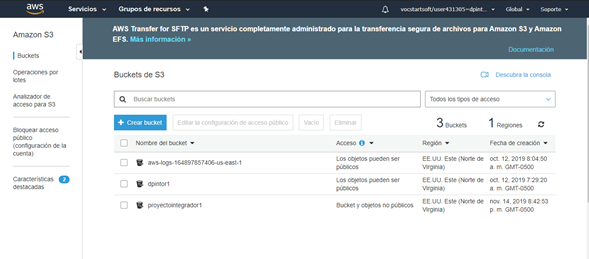 aws
Servicios
Grupos de recursos
vocstartsoft/user431305=dpint...
Global
Soporte
Amazon S3
Buckets
Operaciones por
lotes
Analizador de
acceso para S3
Bloquear acceso
público
(configuración de la
cuenta)
Características
destacadas
2
AWS Transfer for SFTP es un servicio completamente administrado para la transferencia segura de archivos para Amazon S3 y Amazon
EFS. Más información »
Documentación
Buckets de S3
Descubra la consola
Buscar buckets
Todos los tipos de acceso
+ Crear bucket
Editar la configuración de acceso público
Vacío
Eliminar
3 Buckets
1 Regiones
Nombre del bucket
Acceso
Región
Fecha de creación
aws-logs-164897857406-us-east-1
Los objetos pueden ser
públicos
EE.UU. Este (Norte de
Virginia)
oct. 12, 2019 8:04:50
a. m. GMT-0500
dpintor1
Los objetos pueden ser
públicos
EE.UU. Este (Norte de
Virginia)
oct. 12, 2019 7:29:20
a. m. GMT-0500
proyectointegrador1
Bucket y objetos no públicos
EE.UU. Este (Norte de
Virginia)
nov. 14, 2019 8:42:53
p. m. GMT-0500